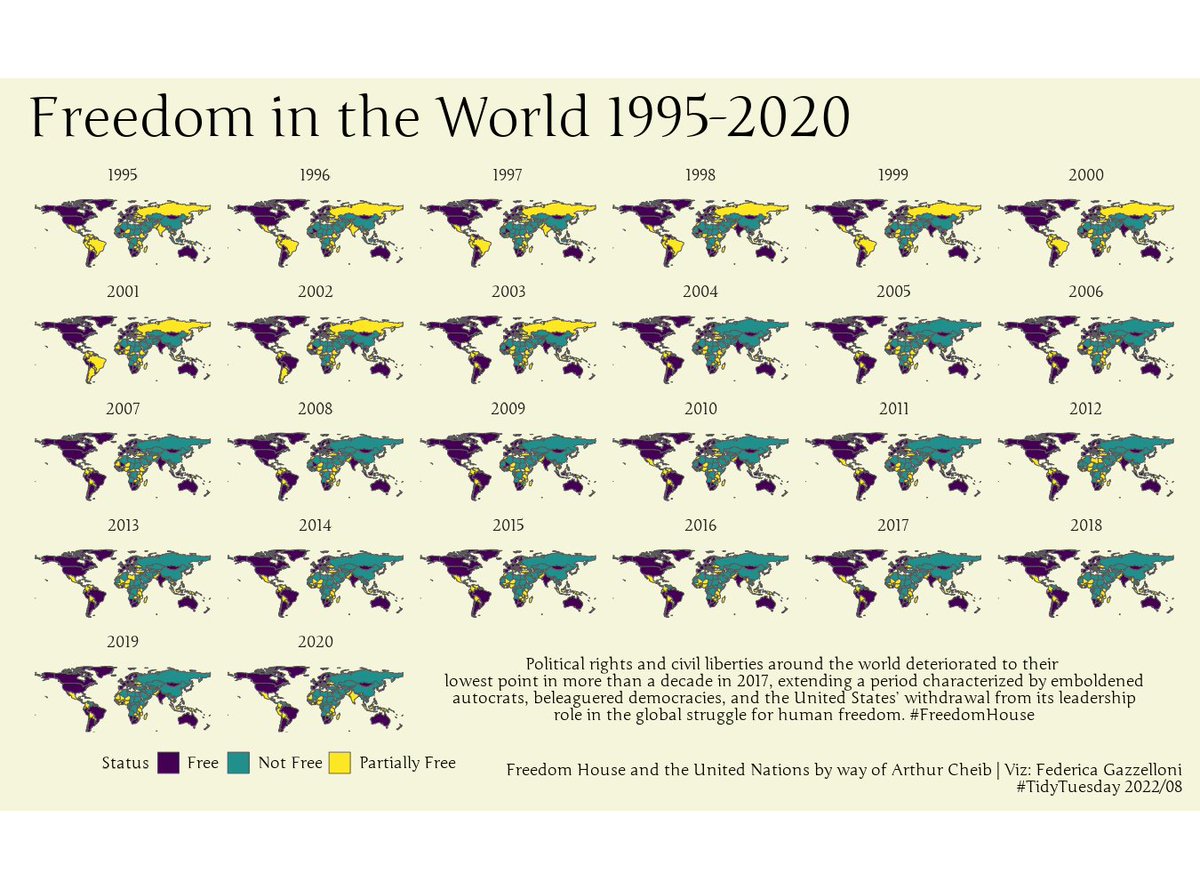 Freedom in the World 1995-2020
1995 1996 1997 1998 1999 2000
2001 2002 2003 2004 2005 2006
2007 2008 2009 2010 2011 2012
2013 2014 2015 2016 2017 2018
2019 2020
Political rights and civil liberties around the world deteriorated to their
lowest point in more than a decade in 2017, extending a period characterized by emboldened
autocrats, beleaguered democracies, and the United States' withdrawal from its leadership
role in the global struggle for human freedom. #FreedomHouse
Status Free Not Free Partially Free
Freedom House and the United Nations by way of Arthur Cheib | Viz: Federica Gazzelloni
#TidyTuesday 2022/08